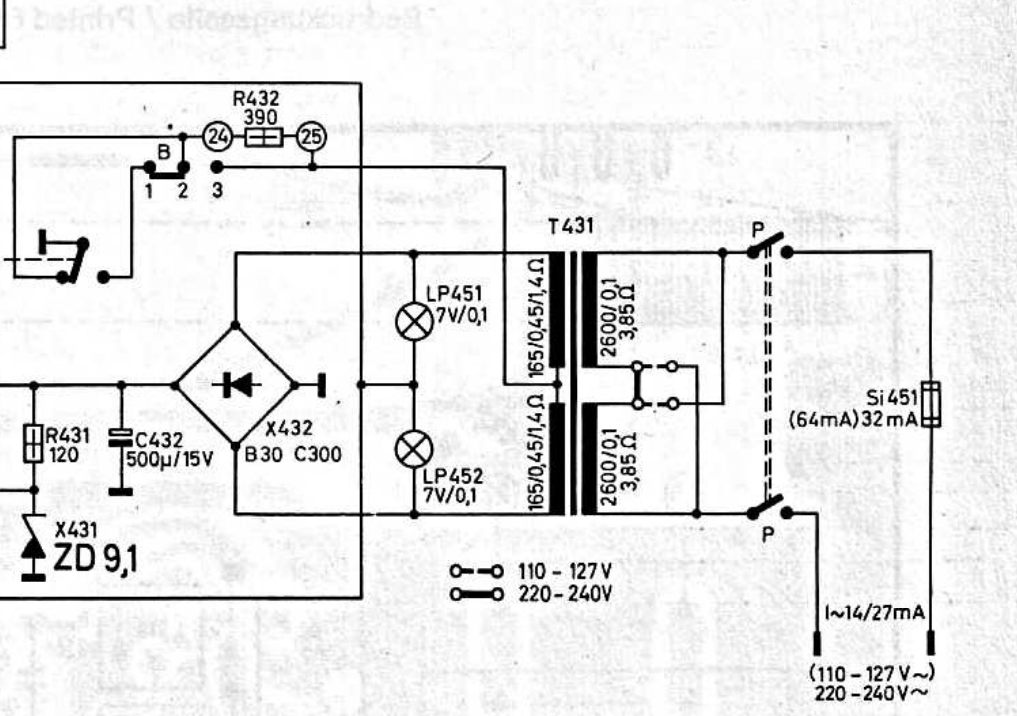 R432
390
24
25
B
1 2 3
T431
P
LP451
7V/0,1
165/0,45/1,4Ω
2600/0,1
3,85Ω
Si 451
(64mA) 32mA
R431
120
C432
500µ/15V
X432
B30 C300
LP452
7V/0,1
165/0,45/1,4Ω
2600/0,1
3,85Ω
P
X431
ZD 9,1
110 – 127 V
220 – 240V
I~14/27mA
(110 – 127 V~)
220 – 240 V~